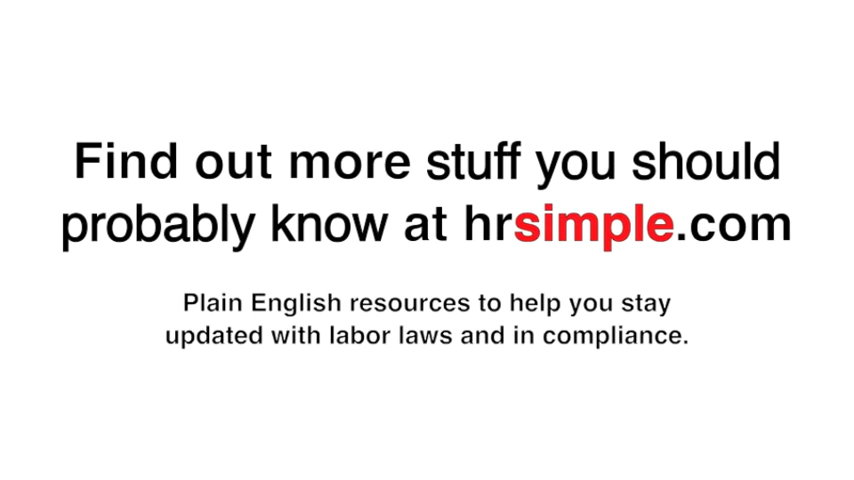 Find out more stuff you should
probably know at hrsimple.com
Plain English resources to help you stay
updated with labor laws and in compliance.